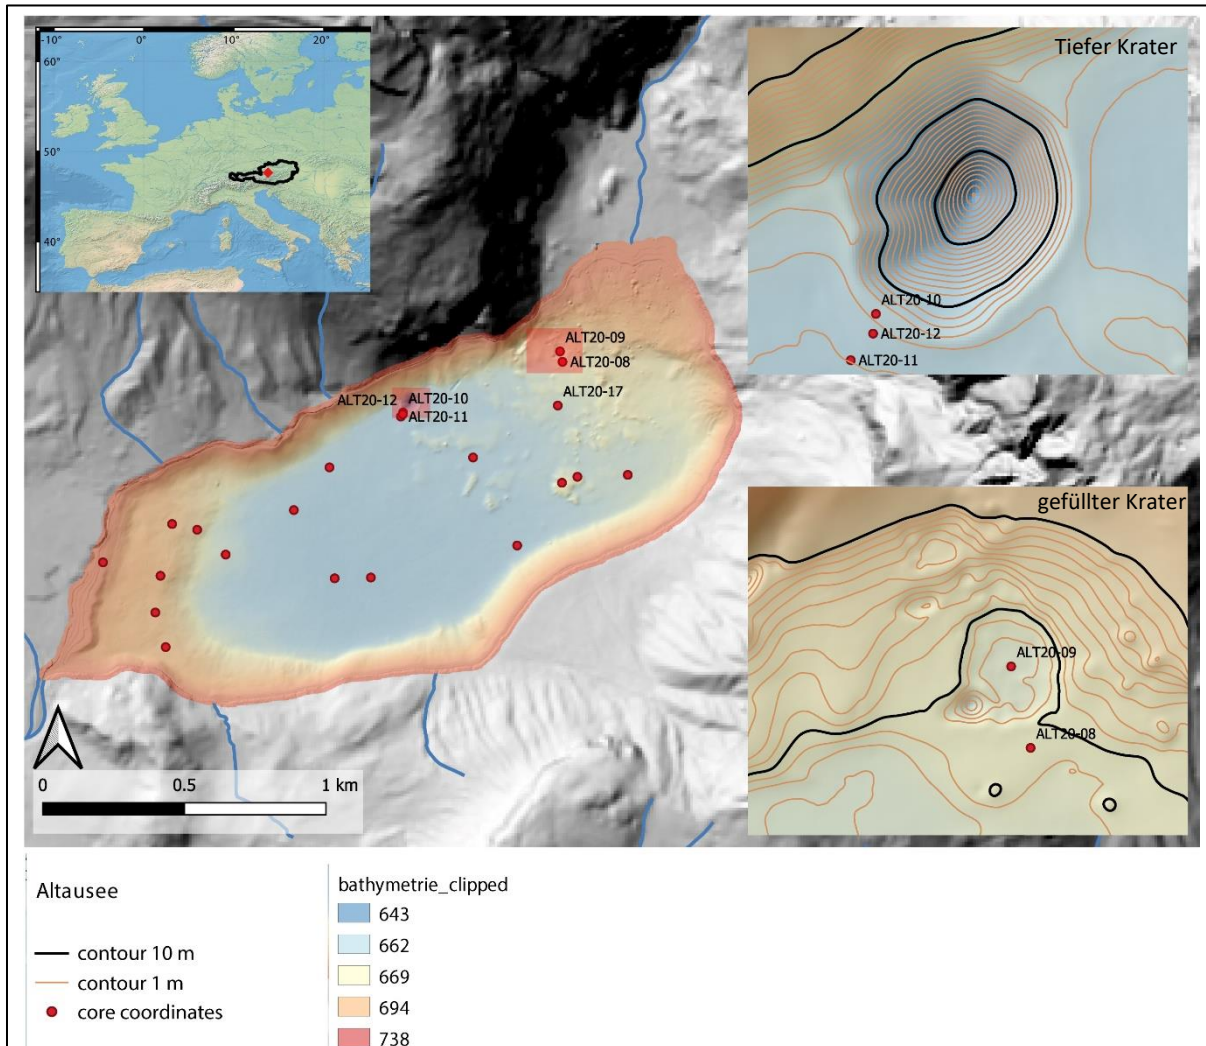 -10°
0°
10°
20°
60°
50°
40°
Tiefer Krater
ALT20-10
ALT20-12
ALT20-11
ALT20-09
ALT20-08
ALT20-17
ALT20-12
ALT20-10
ALT20-11
gefüllter Krater
ALT20-09
ALT20-08
0
0.5
1 km
Altausee
contour 10 m
contour 1 m
core coordinates
bathymetrie_clipped
643
662
669
694
738